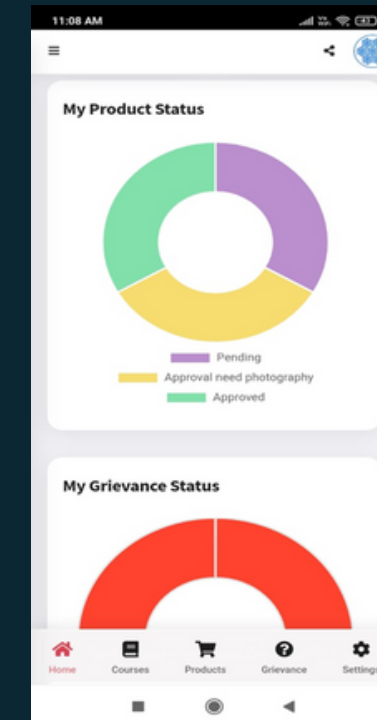 11:08 AM
My Product Status
Pending
Approval need photography
Approved
My Grievance Status
Home Courses Products Grievance Settings